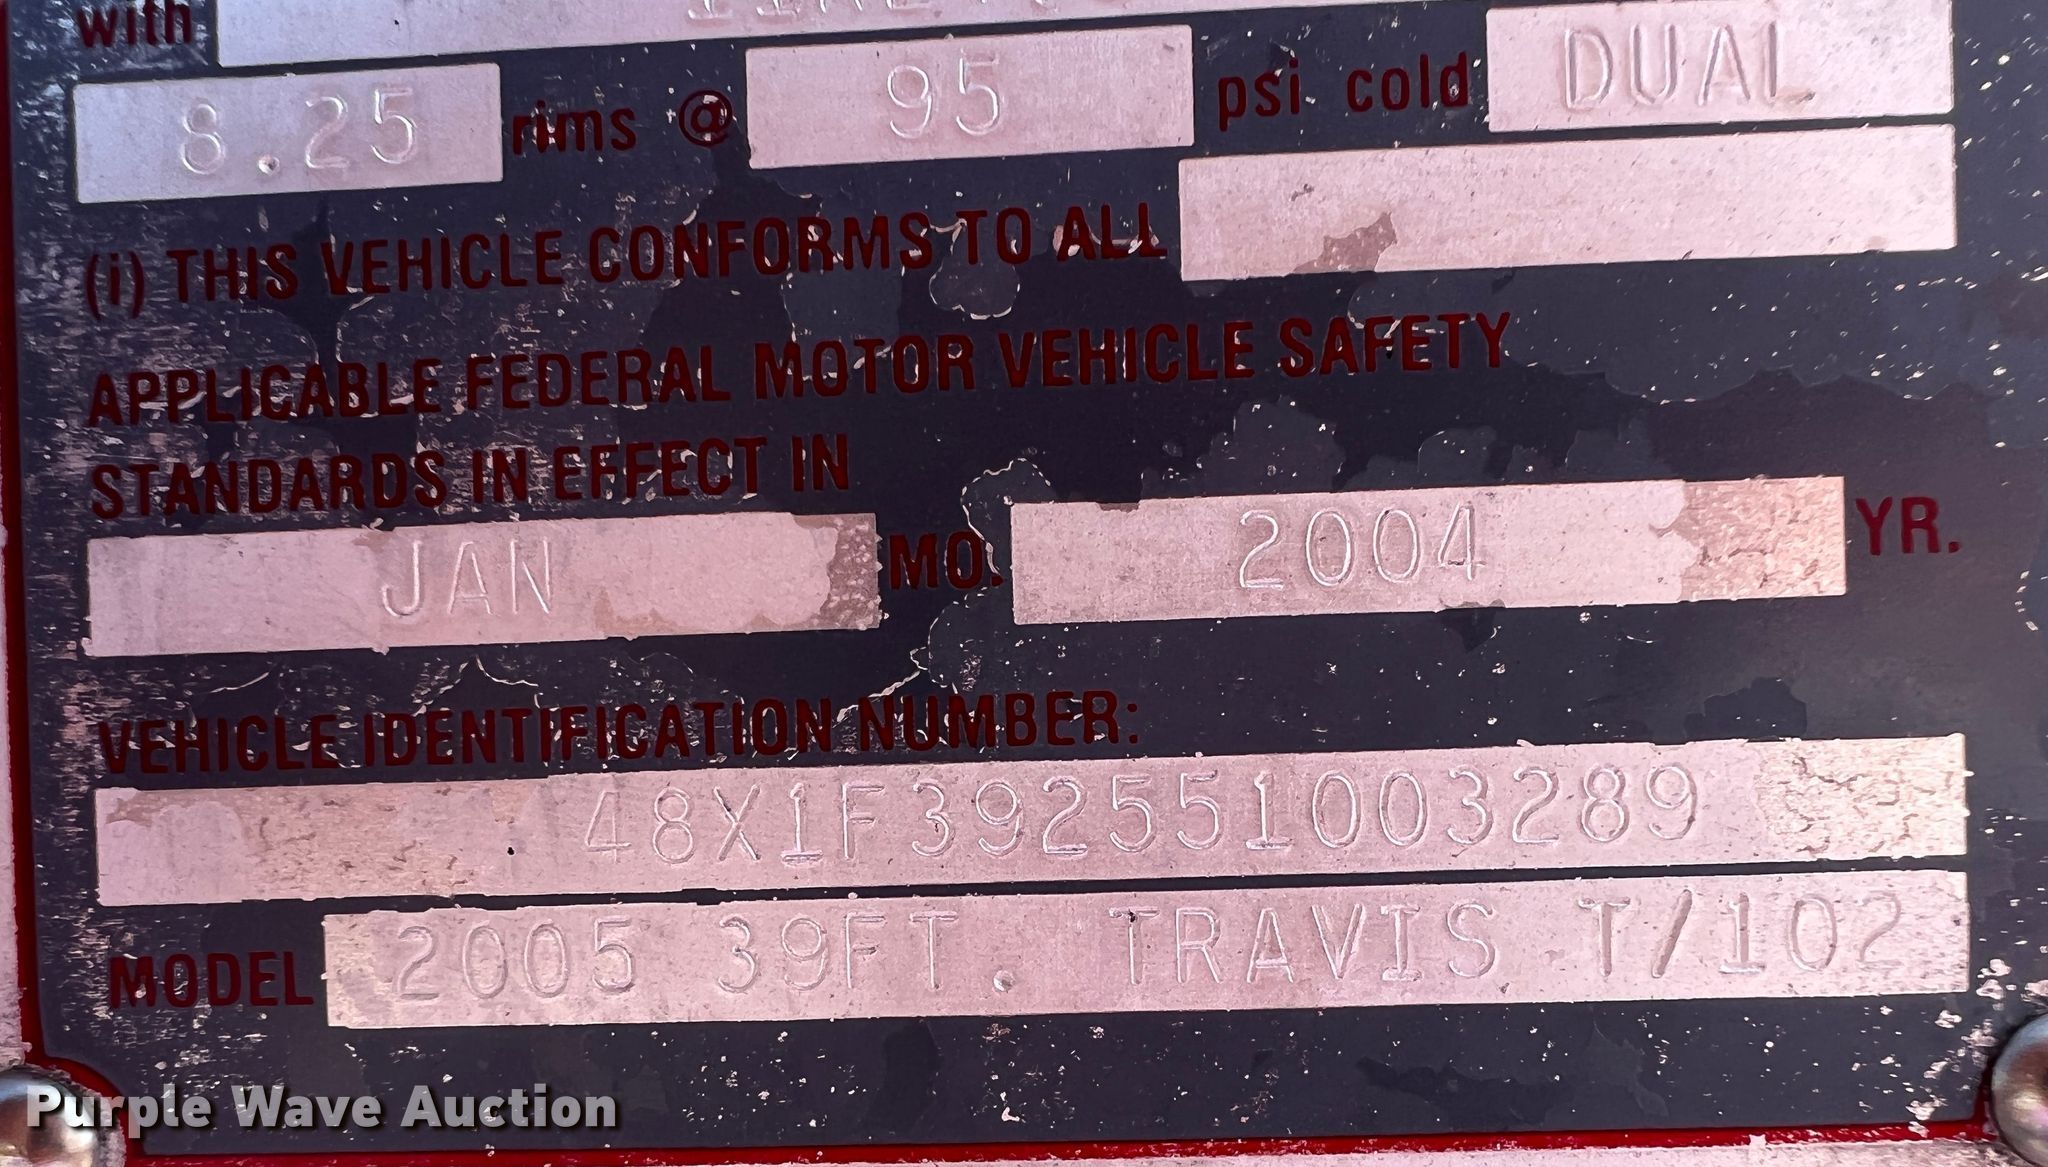 with
8.25 rims @ 95 psi cold DUAL
(i) THIS VEHICLE CONFORMS TO ALL
APPLICABLE FEDERAL MOTOR VEHICLE SAFETY
STANDARDS IN EFFECT IN
JAN MO. 2004 YR.
VEHICLE IDENTIFICATION NUMBER:
48X1F392551003289
MODEL 2005 39FT. TRAVIS T/102
Purple Wave Auction